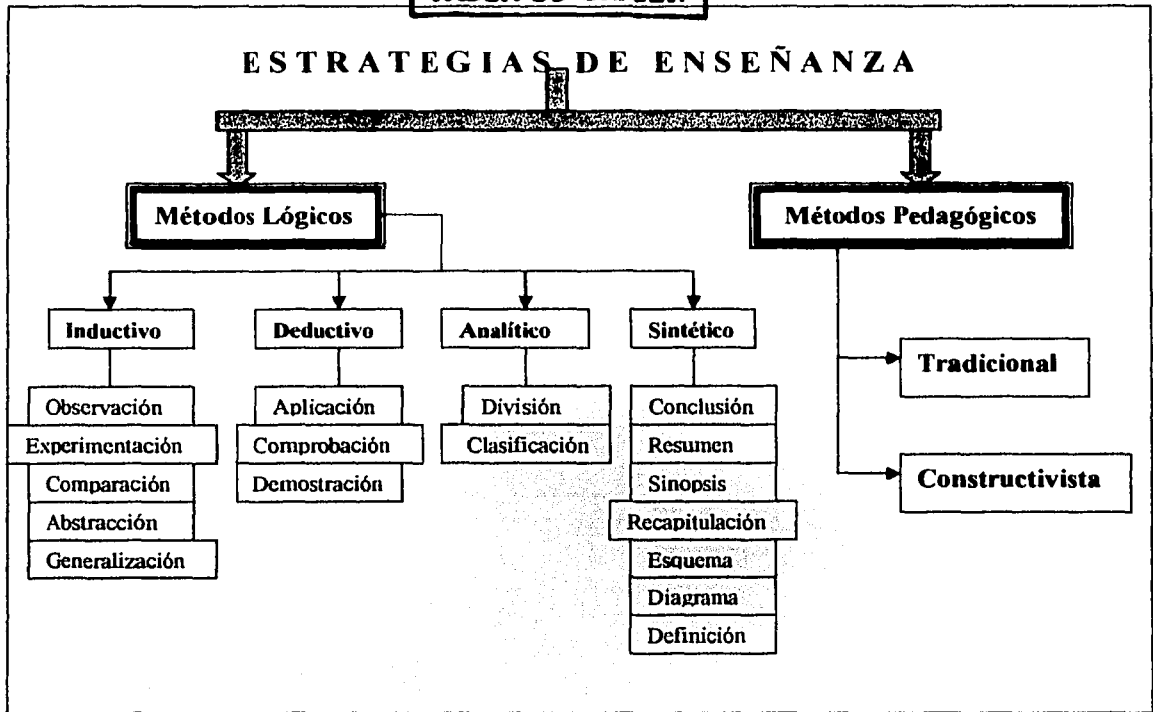 ESTRATEGIAS DE ENSEÑANZA
Métodos Lógicos
Métodos Pedagógicos
Inductivo
Deductivo
Analítico
Sintético
Observación
Experimentación
Comparación
Abstracción
Generalización
Aplicación
Comprobación
Demostración
División
Clasificación
Conclusión
Resumen
Sinopsis
Recapitulación
Esquema
Diagrama
Definición
Tradicional
Constructivista